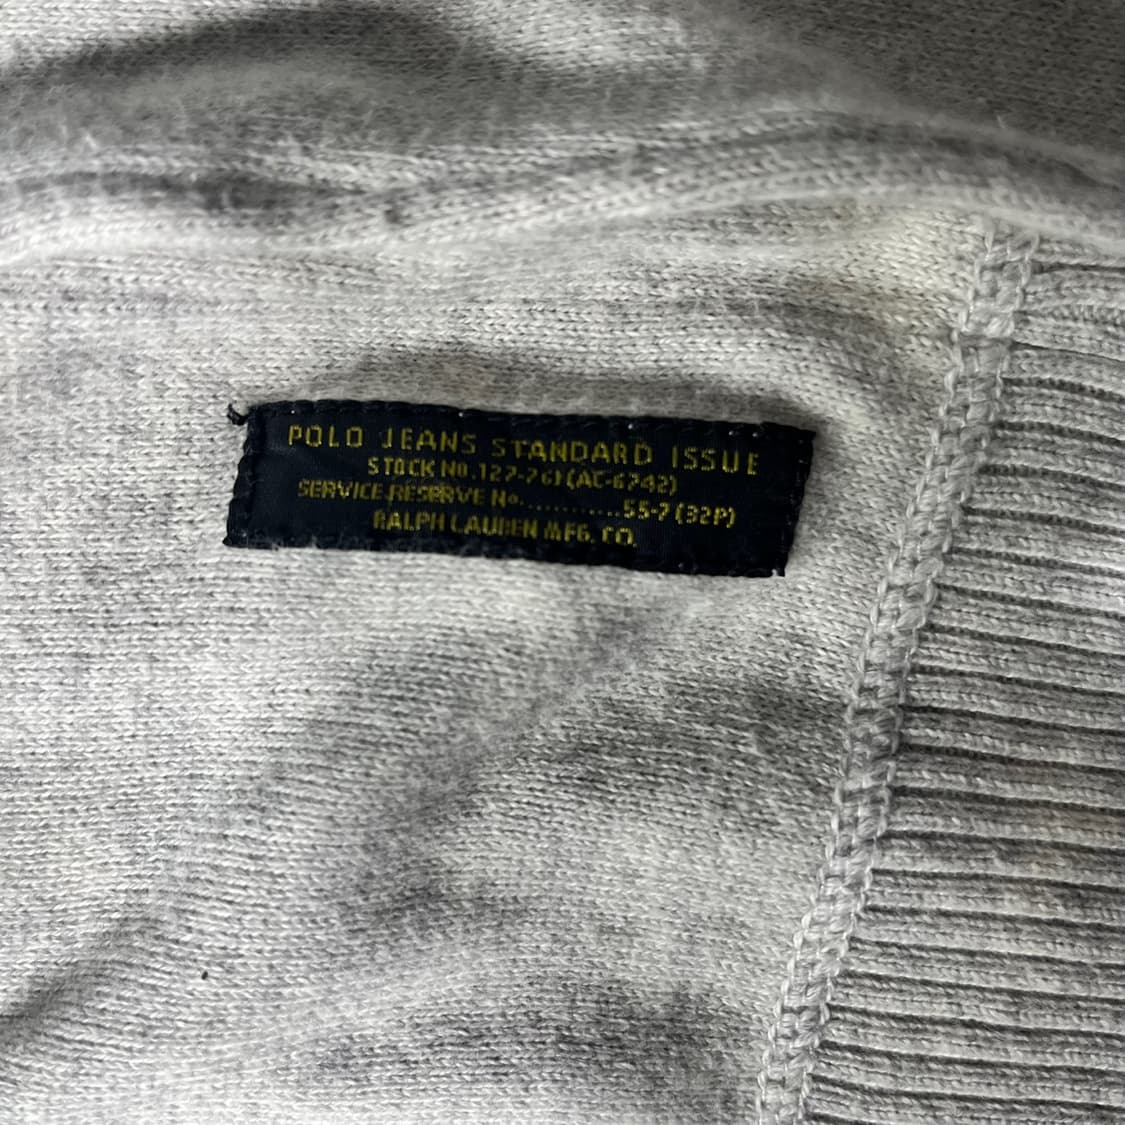 POLO JEANS STANDARD ISSUE
STOCK NO.127-761(AC-6742)
SERVICE RESERVE No...........55-7 (32P)
RALPH LAUREN MFG. CO.